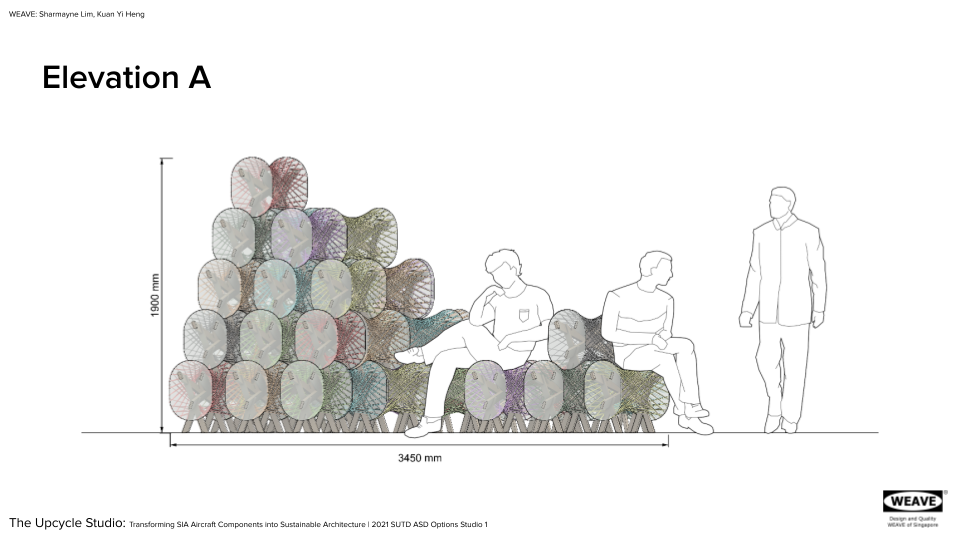 WEAVE: Sharmayne Lim, Kuan Yi Heng
Elevation A
1900 mm
3450 mm
The Upcycle Studio: Transforming SIA Aircraft Components into Sustainable Architecture | 2021 SUTD ASD Options Studio 1
WEAVE®
Design and Quality
WEAVE of Singapore